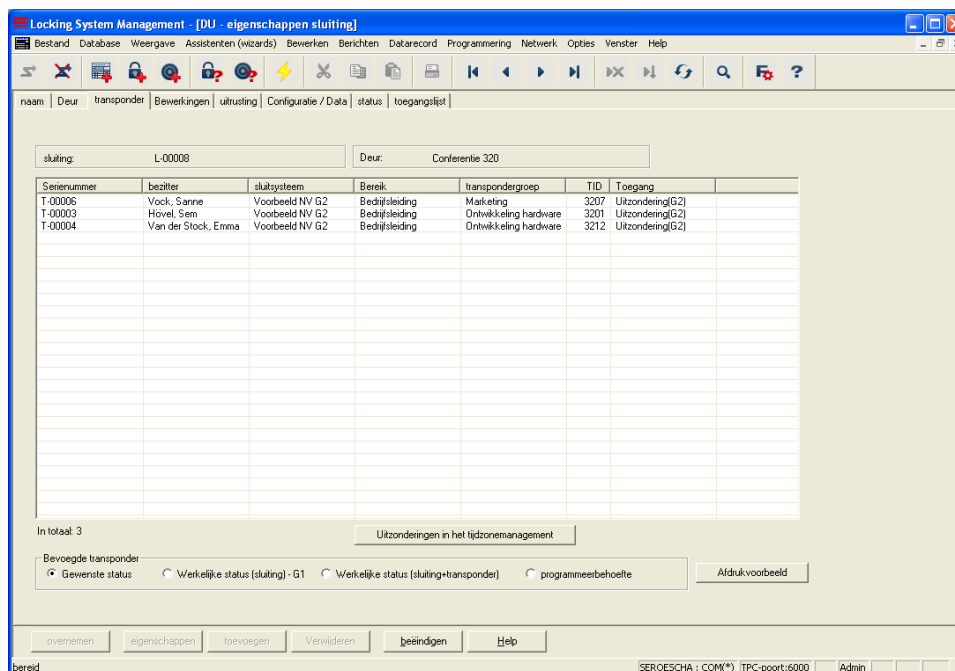 Locking System Management - [DU - eigenschappen sluiting]
Bestand Database Weergave Assistenten (wizards) Bewerken Berichten Datarecord Programmering Netwerk Opties Venster Help
naam Deur transponder Bewerkingen uitrusting Configuratie / Data status toegangslijst
sluiting: L-00008 Deur: Conferentie 320
Serienummer bezitter sluitsysteem Bereik transpondergroep TID Toegang
T-00006 Vock, Sanne Voorbeeld NV G2 Bedrijfsleiding Marketing 3207 Uitzondering(G2)
T-00003 Hövel, Sem Voorbeeld NV G2 Bedrijfsleiding Ontwikkeling hardware 3201 Uitzondering(G2)
T-00004 Van der Stock, Emma Voorbeeld NV G2 Bedrijfsleiding Ontwikkeling hardware 3212 Uitzondering(G2)
In totaal: 3 Uitzonderingen in het tijdzonemanagement
Bevoegde transponder
Gewenste status Werkelijke status (sluiting) - G1 Werkelijke status (sluiting+transponder) programmeerbehoefte Afdrukvoorbeeld
overnemen eigenschappen toevoegen Verwijderen beëindigen Help
bereid SEROESCHA : COM(*) TPC-poort:6000 Admin